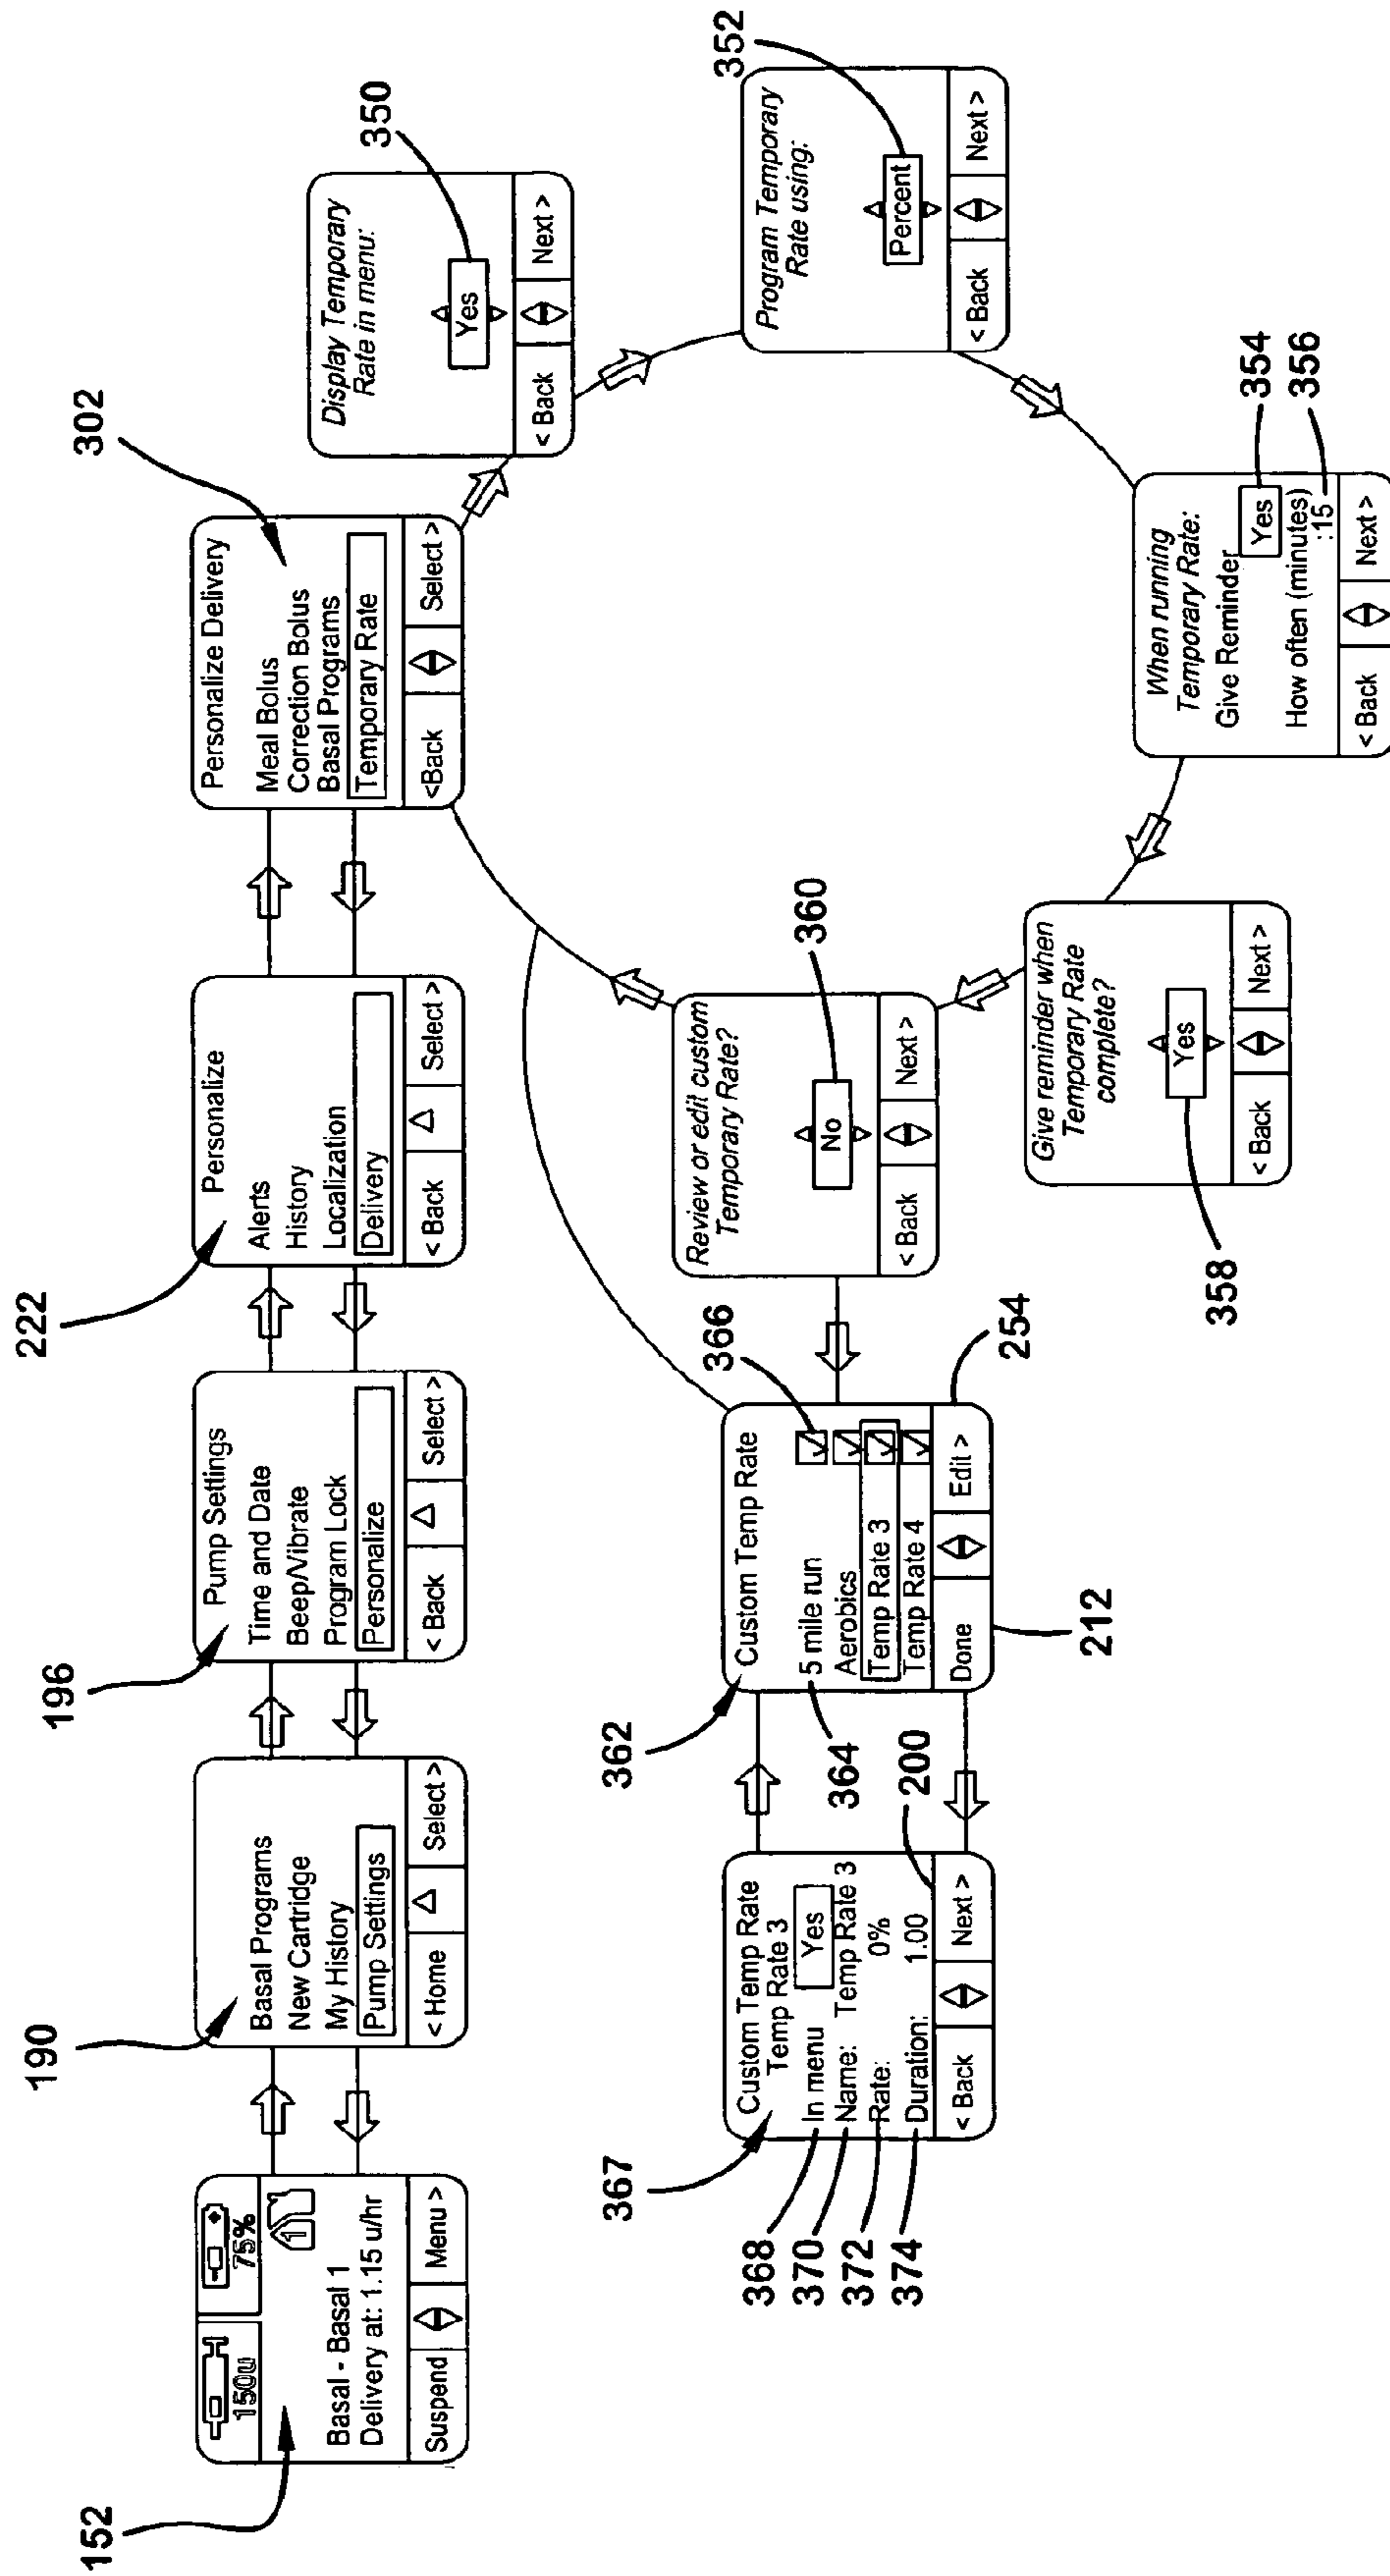 152
150u
75%
1
Basal - Basal 1
Delivery at: 1.15 u/hr
Suspend
Menu >
190
Basal Programs
New Cartridge
My History
Pump Settings
< Home
Select >
196
Pump Settings
Time and Date
Beep/Vibrate
Program Lock
Personalize
< Back
Select >
222
Personalize
Alerts
History
Localization
Delivery
< Back
Select >
302
Personalize Delivery
Meal Bolus
Correction Bolus
Basal Programs
Temporary Rate
<Back
Select >
350
Display Temporary
Rate in menu:
Yes
< Back
Next >
352
Program Temporary
Rate using:
Percent
< Back
Next >
When running
Temporary Rate:
Give Reminder
Yes
How often (minutes)
:15
< Back
Next >
354
356
Give reminder when
Temporary Rate
complete?
Yes
< Back
Next >
358
Review or edit custom
Temporary Rate?
No
< Back
Next >
360
362
Custom Temp Rate
5 mile run
Aerobics
Temp Rate 3
Temp Rate 4
Done
Edit >
364
366
254
212
367
Custom Temp Rate
Temp Rate 3
In menu Yes
Name: Temp Rate 3
Rate: 0%
Duration: 1.00
< Back
Next >
368
370
372
374
200